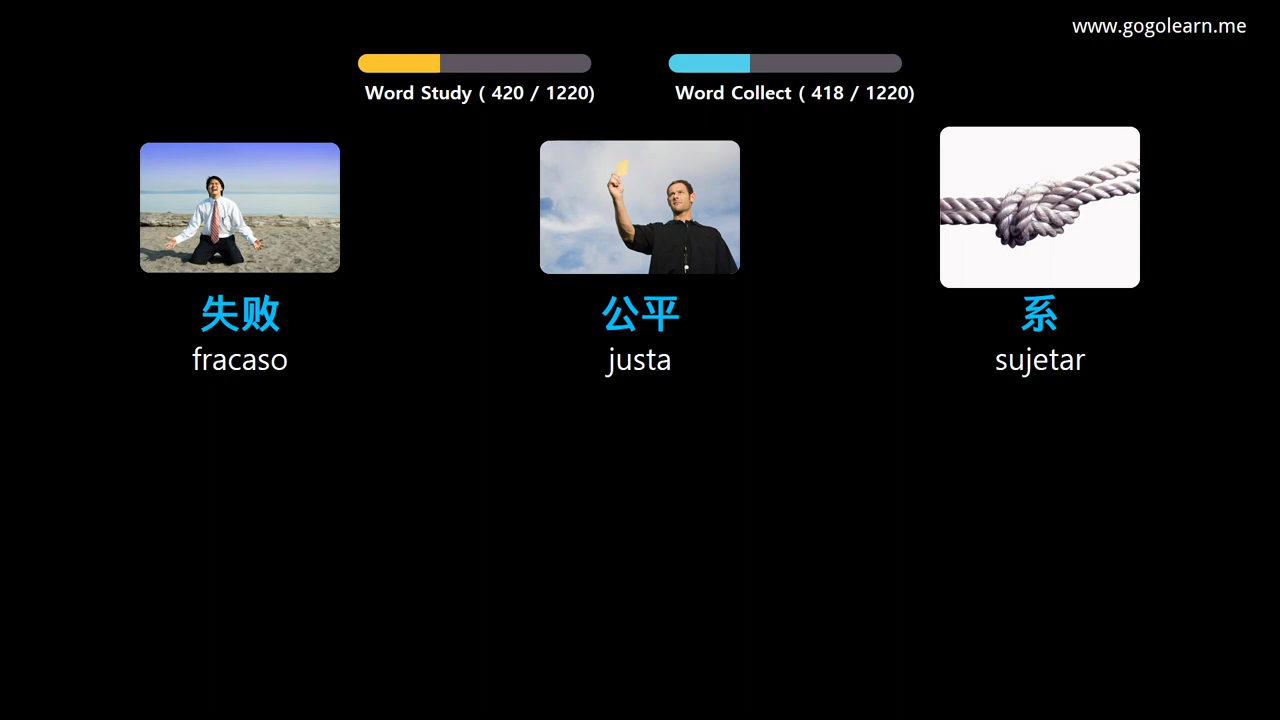 www.gogolearn.me
Word Study ( 420 / 1220)
Word Collect ( 418 / 1220)
失败
公平
系
fracaso
justa
sujetar